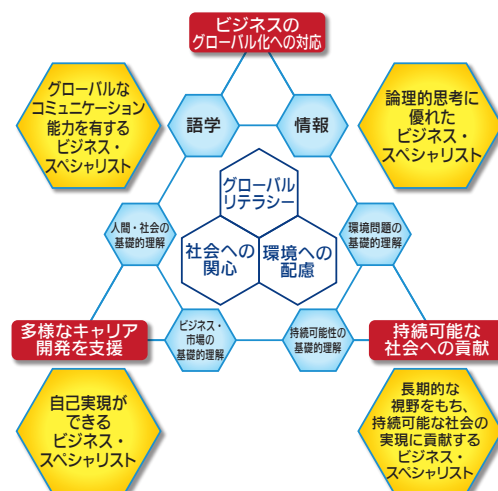 ビジネスの
グローバル化への対応
グローバルな
コミュニケーション
能力を有する
ビジネス・
スペシャリスト
語学
情報
論理的思考に
優れた
ビジネス・
スペシャリスト
グローバル
リテラシー
人間・社会の
基礎的理解
社会への
関心
環境への
配慮
環境問題の
基礎的理解
多様なキャリア
開発を支援
ビジネス・
市場の
基礎的理解
持続可能性の
基礎的理解
持続可能な
社会への貢献
自己実現が
できる
ビジネス・
スペシャリスト
長期的な
視野をもち、
持続可能な社会の
実現に貢献する
ビジネス・
スペシャリスト